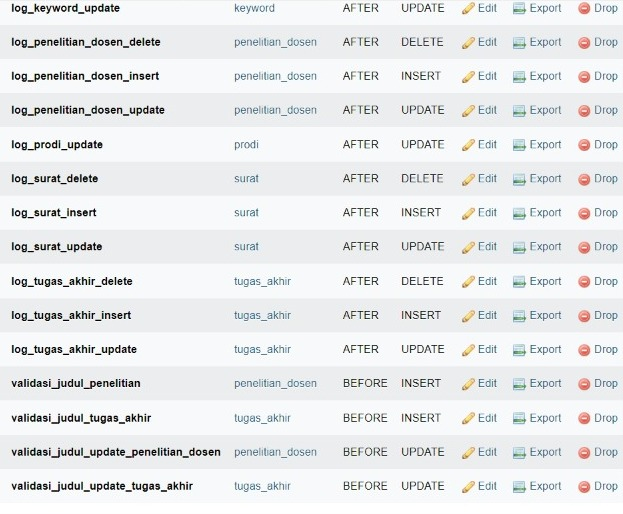 log_keyword_update keyword AFTER UPDATE Edit Export Drop
log_penelitian_dosen_delete penelitian_dosen AFTER DELETE Edit Export Drop
log_penelitian_dosen_insert penelitian_dosen AFTER INSERT Edit Export Drop
log_penelitian_dosen_update penelitian_dosen AFTER UPDATE Edit Export Drop
log_prodi_update prodi AFTER UPDATE Edit Export Drop
log_surat_delete surat AFTER DELETE Edit Export Drop
log_surat_insert surat AFTER INSERT Edit Export Drop
log_surat_update surat AFTER UPDATE Edit Export Drop
log_tugas_akhir_delete tugas_akhir AFTER DELETE Edit Export Drop
log_tugas_akhir_insert tugas_akhir AFTER INSERT Edit Export Drop
log_tugas_akhir_update tugas_akhir AFTER UPDATE Edit Export Drop
validasi_judul_penelitian penelitian_dosen BEFORE INSERT Edit Export Drop
validasi_judul_tugas_akhir tugas_akhir BEFORE INSERT Edit Export Drop
validasi_judul_update_penelitian_dosen penelitian_dosen BEFORE UPDATE Edit Export Drop
validasi_judul_update_tugas_akhir tugas_akhir BEFORE UPDATE Edit Export Drop